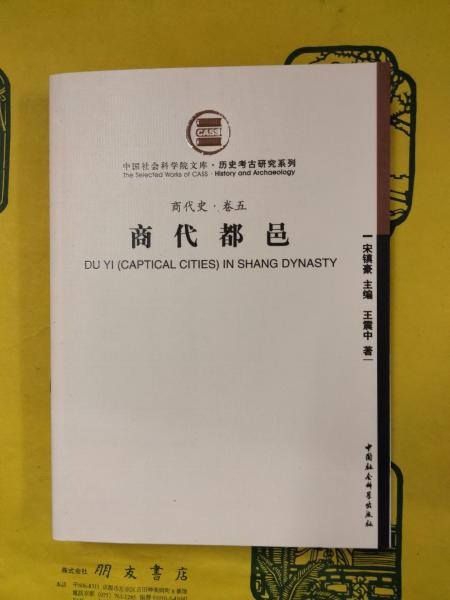 CASS
中国社会科学院文库·历史考古研究系列
The Selected Works of CASS · History and Archaeology
商代史·卷五
商代都邑
DU YI (CAPTICAL CITIES) IN SHANG DYNASTY
宋镇豪 主编 王震中 著
中国社会科学出版社
株式会社 朋友書店